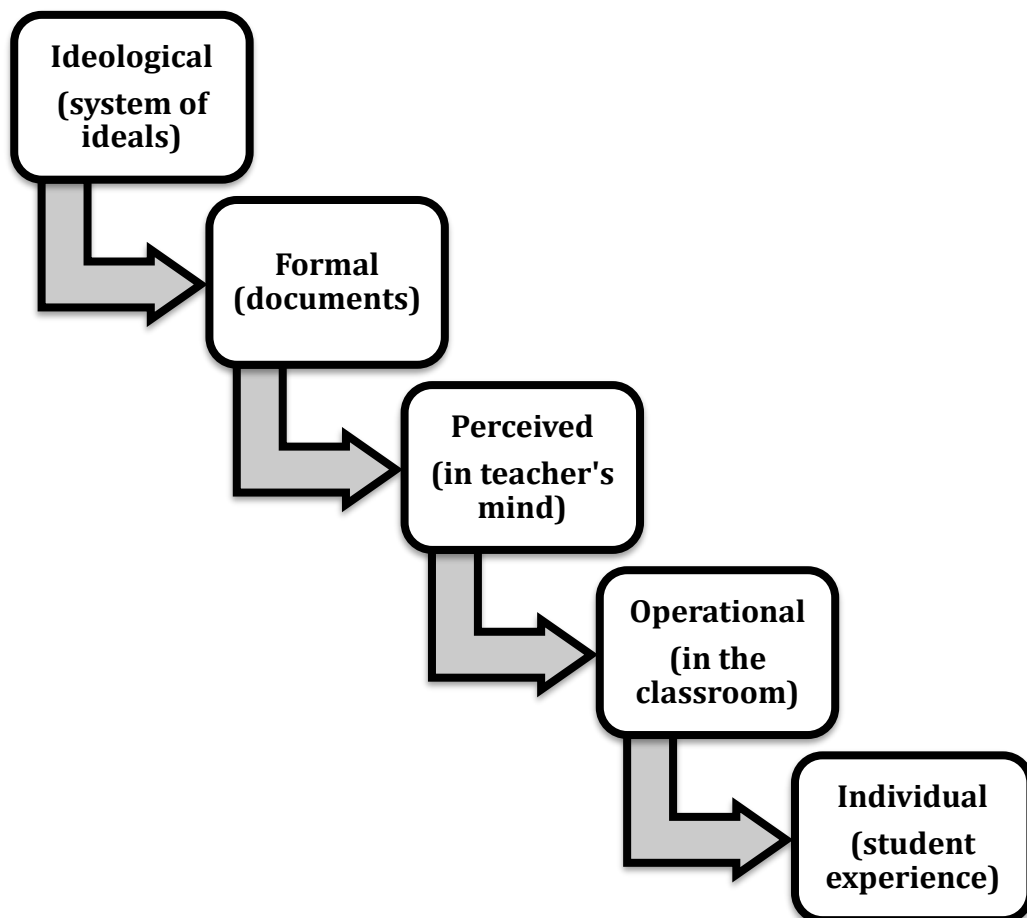 Ideological
(system of
ideals)
Formal
(documents)
Perceived
(in teacher's
mind)
Operational
(in the
classroom)
Individual
(student
experience)